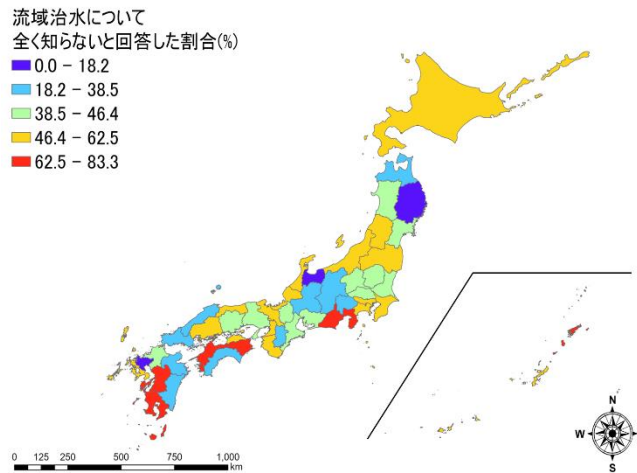 流域治水について
全く知らないと回答した割合(%)
0.0 - 18.2
18.2 - 38.5
38.5 - 46.4
46.4 - 62.5
62.5 - 83.3
0 125 250 500 750 1,000
km
N
W E
S